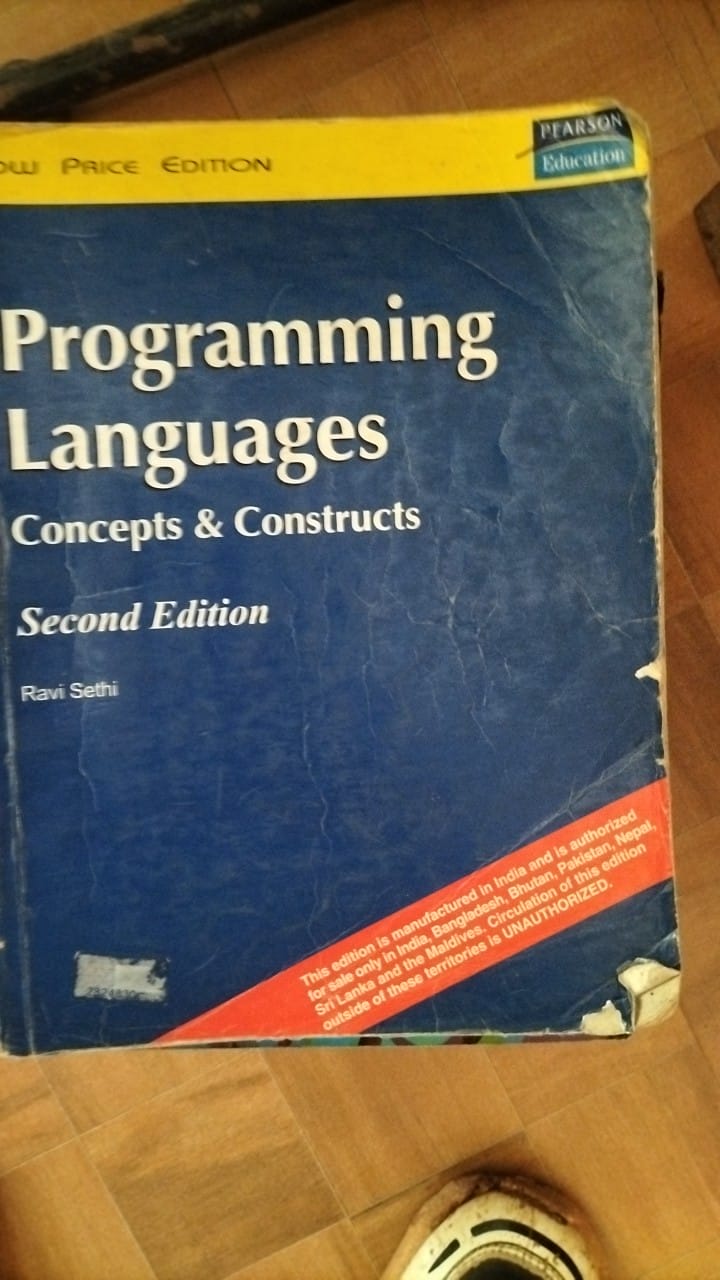 OW PRICE EDITION
PEARSON
Education
Programming
Languages
Concepts & Constructs
Second Edition
Ravi Sethi
This edition is manufactured in India and is authorized
for sale only in India, Bangladesh, Bhutan, Pakistan, Nepal,
Sri Lanka and the Maldives. Circulation of this edition
outside of these territories is UNAUTHORIZED.